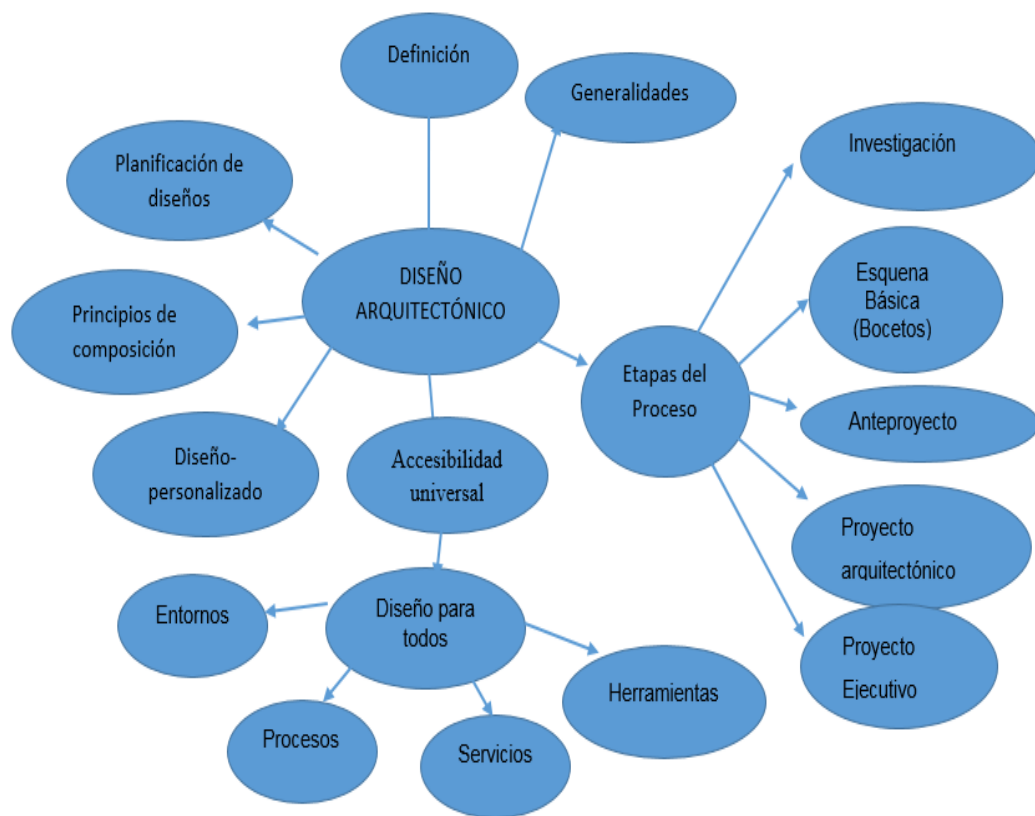 Definición
Generalidades
Investigación
Planificación de
diseños
Esquena
Básica
(Bocetos)
DISEÑO
ARQUITECTÓNICO
Principios de
composición
Etapas del
Proceso
Anteproyecto
Diseño-
personalizado
Accesibilidad
universal
Proyecto
arquitectónico
Entornos
Diseño para
todos
Proyecto
Ejecutivo
Herramientas
Procesos
Servicios